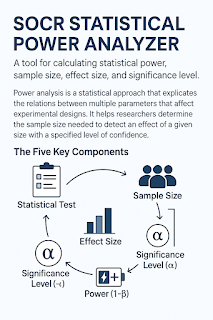 SOCR STATISTICAL
POWER ANALYZER
A tool for calculating statistical power,
sample size, effect size, and significance level.
Power analysis is a statistical approach that explicates
the relations between multiple parameters that affect
experimental designs. It helps researchers determine
the sample size needed to detect an effect of a given
size with a specified level of confidence.
The Five Key Components
Statistical Test
Sample Size
Effect Size
α
α
Significance
Level (-ι)
Significance
Level (α)
Power (1-β)